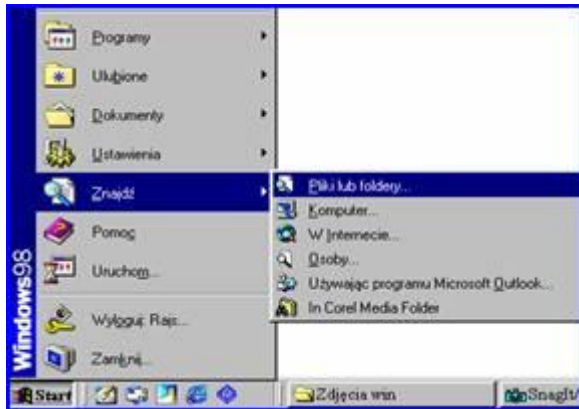 Programy
Ulubione
Dokumenty
Ustawienia
Znajdź
Pomoc
Uruchom...
Wyloguj: Rajs...
Zamknij...
Windows98
Pliki lub foldery...
Komputer...
W Internecie...
Osoby...
Używając programu Microsoft Outlook...
In Corel Media Folder
Start
Zdjęcia win
SnagIt/